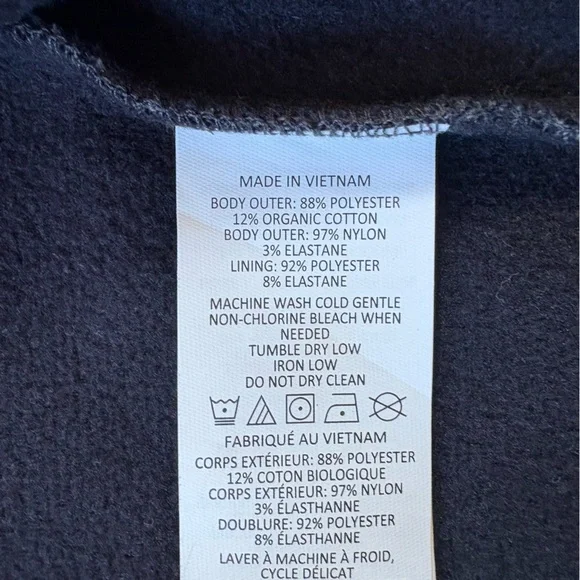 MADE IN VIETNAM
BODY OUTER: 88% POLYESTER
12% ORGANIC COTTON
BODY OUTER: 97% NYLON
3% ELASTANE
LINING: 92% POLYESTER
8% ELASTANE
MACHINE WASH COLD GENTLE
NON-CHLORINE BLEACH WHEN
NEEDED
TUMBLE DRY LOW
IRON LOW
DO NOT DRY CLEAN
FABRIQUÉ AU VIETNAM
CORPS EXTÉRIEUR: 88% POLYESTER
12% COTON BIOLOGIQUE
CORPS EXTÉRIEUR: 97% NYLON
3% ÉLASTHANNE
DOUBLURE: 92% POLYESTER
8% ÉLASTHANNE
LAVER À MACHINE À FROID,
CYCLE DÉLICAT